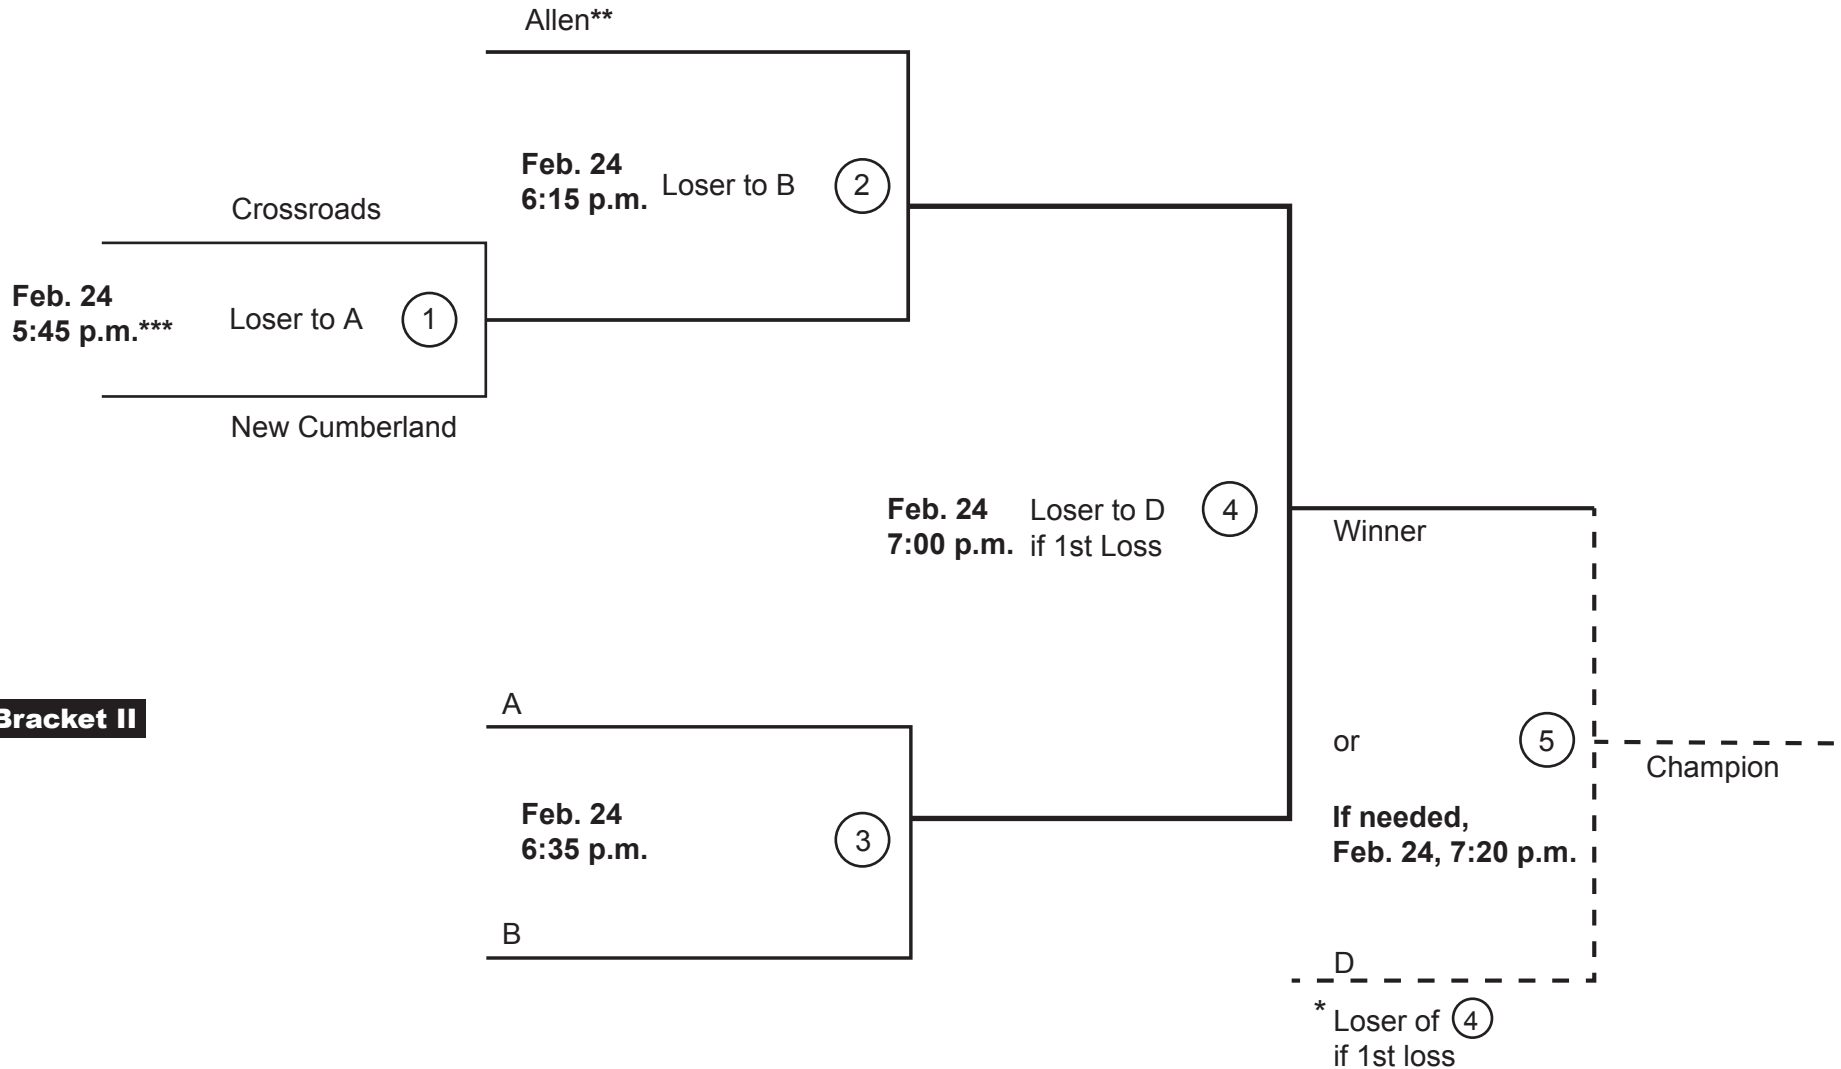 Allen**
Feb. 24
6:15 p.m.
Loser to B
2
Crossroads
Feb. 24
5:45 p.m.***
Loser to A
1
New Cumberland
Feb. 24
7:00 p.m.
Loser to D
if 1st Loss
4
Winner
Bracket II
A
Feb. 24
6:35 p.m.
3
B
or
5
Champion
If needed,
Feb. 24, 7:20 p.m.
D
* Loser of 4
if 1st loss